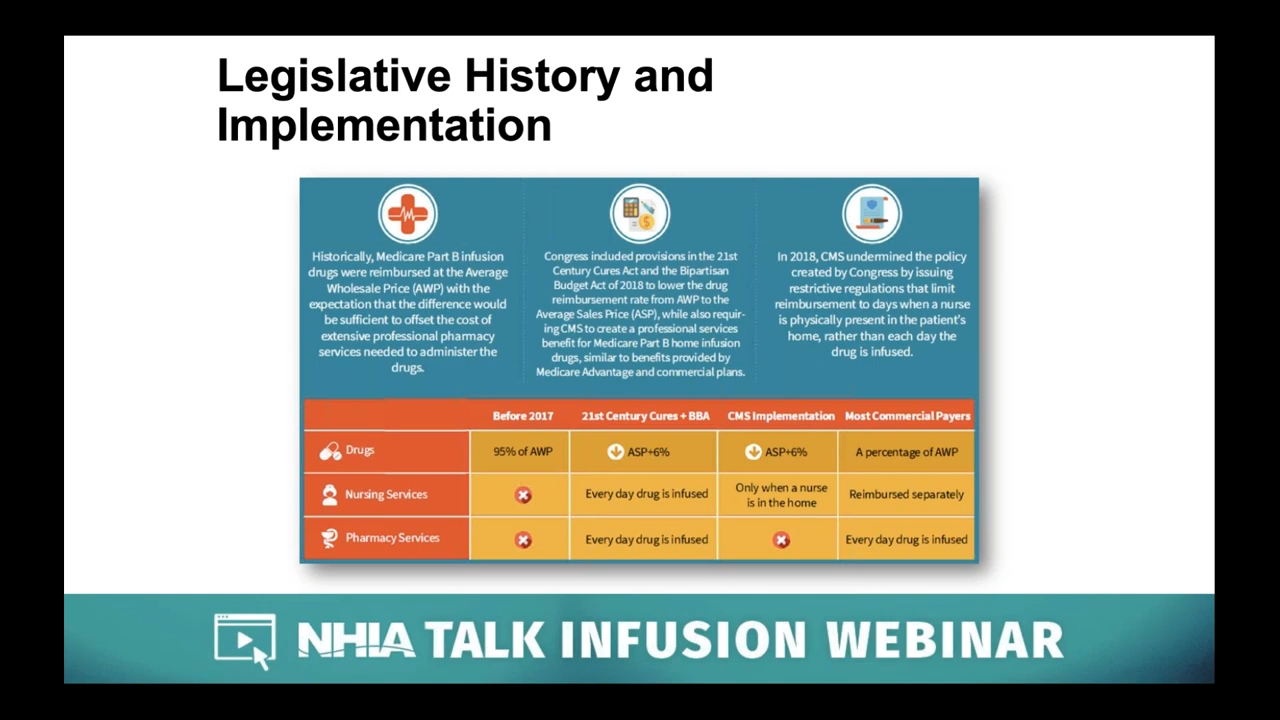 Legislative History and
Implementation
Historically, Medicare Part B infusion
drugs were reimbursed at the Average
Wholesale Price (AWP) with the
expectation that the difference would
be sufficient to offset the cost of
extensive professional pharmacy
services needed to administer the
drugs.
Congress included provisions in the 21st
Century Cures Act and the Bipartisan
Budget Act of 2018 to lower the drug
reimbursement rate from AWP to the
Average Sales Price (ASP), while also requir-
ing CMS to create a professional services
benefit for Medicare Part B home infusion
drugs, similar to benefits provided by
Medicare Advantage and commercial plans.
In 2018, CMS undermined the policy
created by Congress by issuing
restrictive regulations that limit
reimbursement to days when a nurse
is physically present in the patient's
home, rather than each day the
drug is infused.
Before 2017 21st Century Cures + BBA CMS Implementation Most Commercial Payers
Drugs 95% of AWP ASP+6% ASP+6% A percentage of AWP
Nursing Services Every day drug is infused Only when a nurse
is in the home Reimbursed separately
Pharmacy Services Every day drug is infused Every day drug is infused
NHIA TALK INFUSION WEBINAR